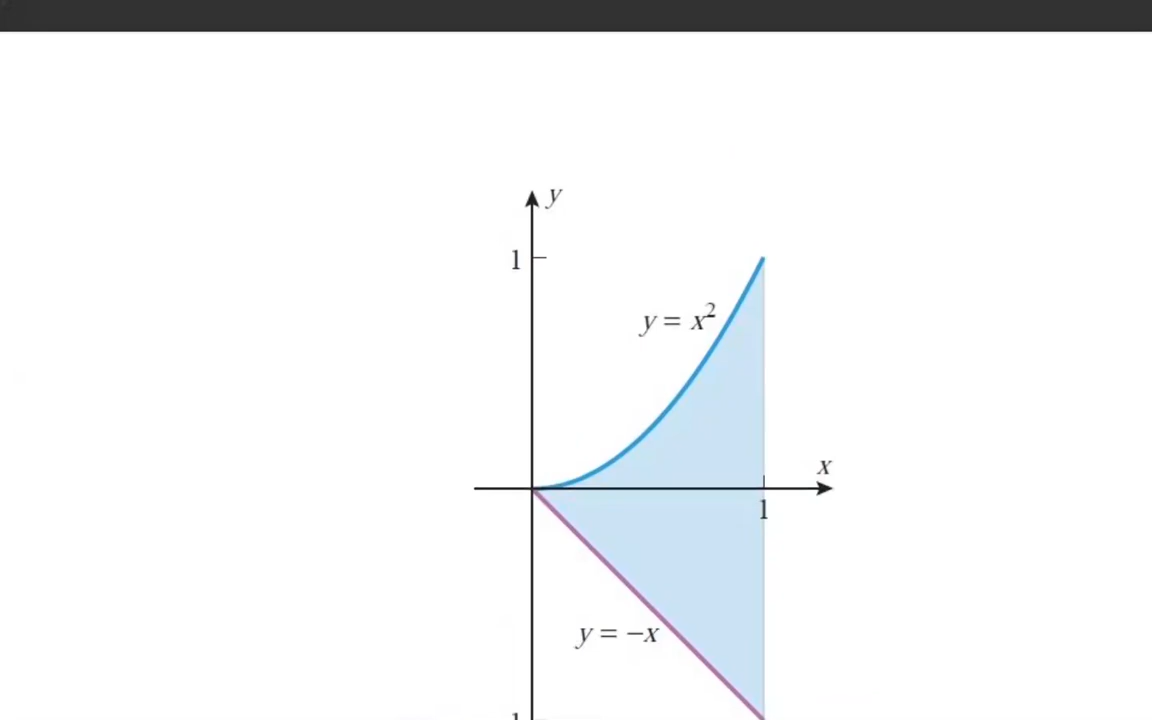 y
1
y = x²
x
1
y = −x